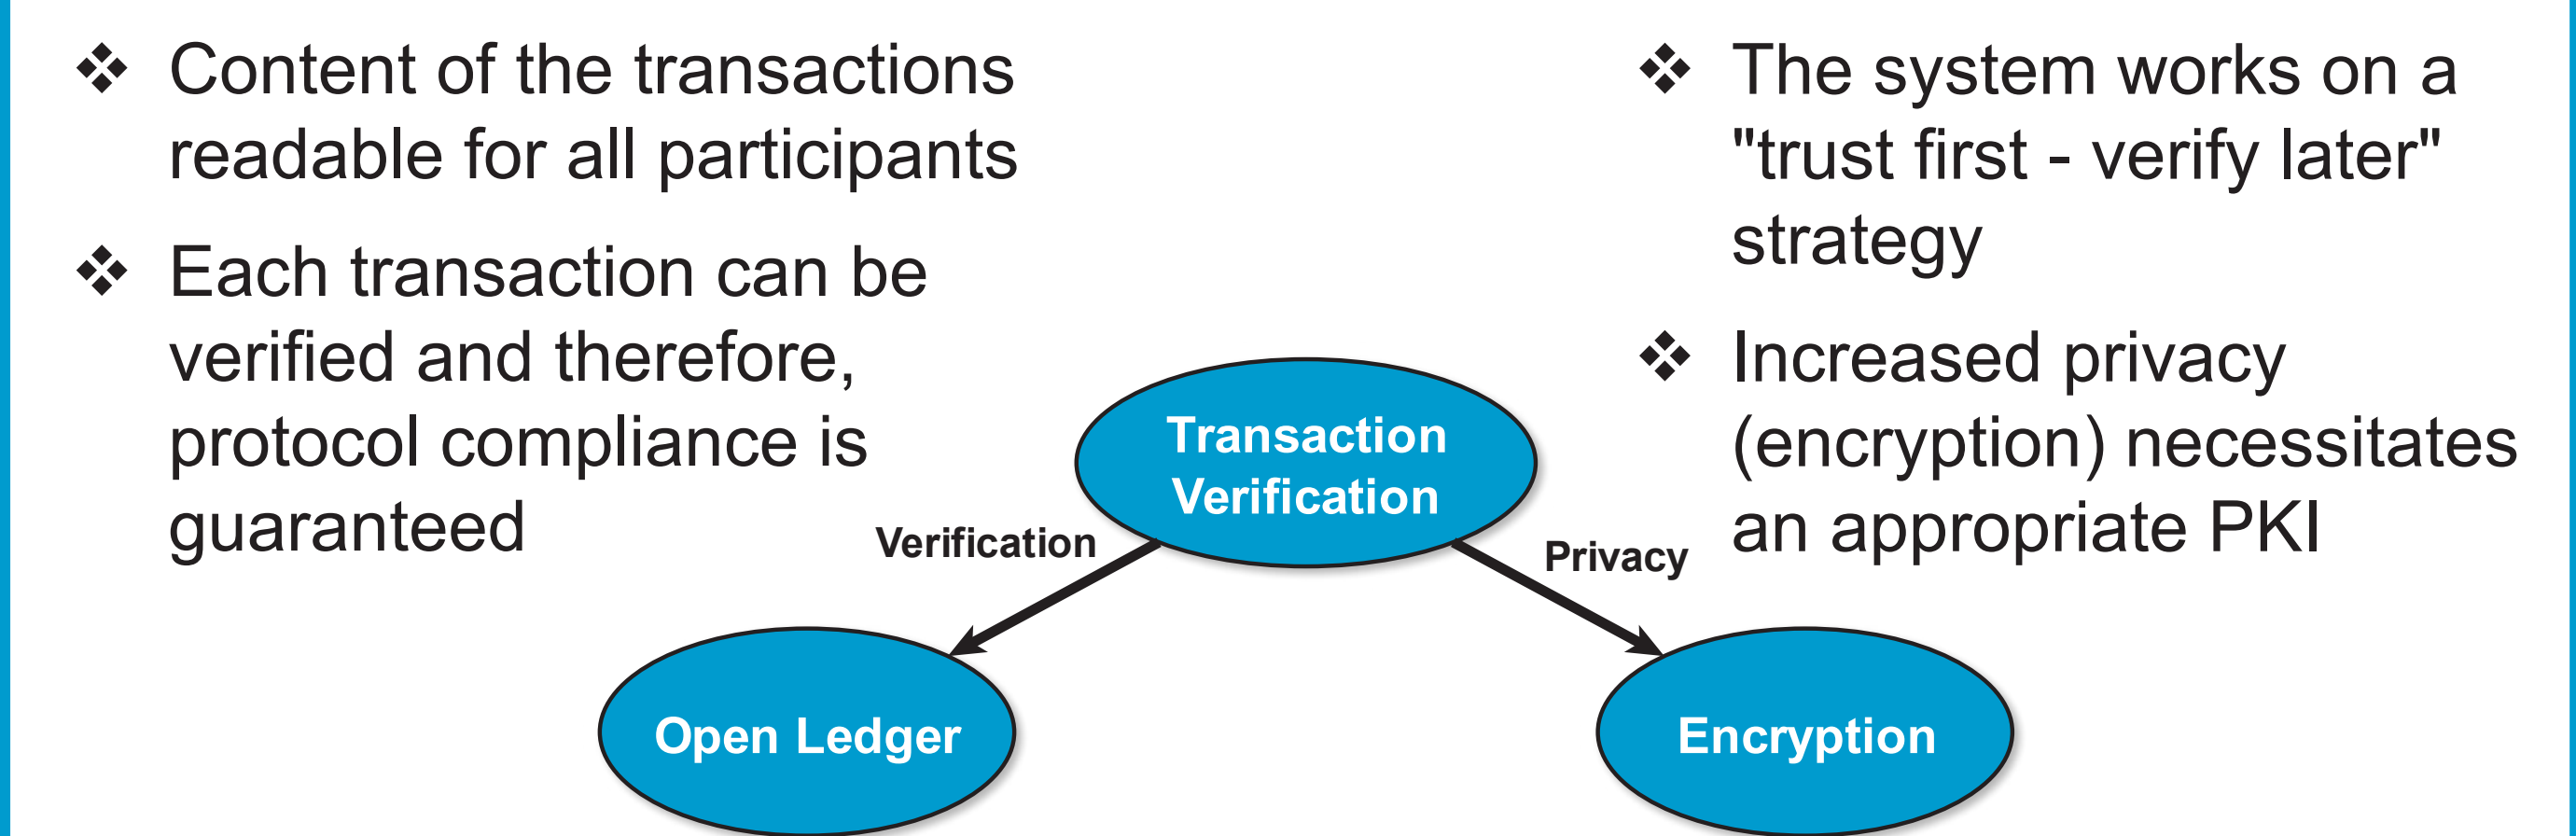 ❖ Content of the transactions
readable for all participants
❖ Each transaction can be
verified and therefore,
protocol compliance is
guaranteed
❖ The system works on a
"trust first - verify later"
strategy
❖ Increased privacy
(encryption) necessitates
an appropriate PKI
Transaction
Verification
Verification
Privacy
Open Ledger
Encryption